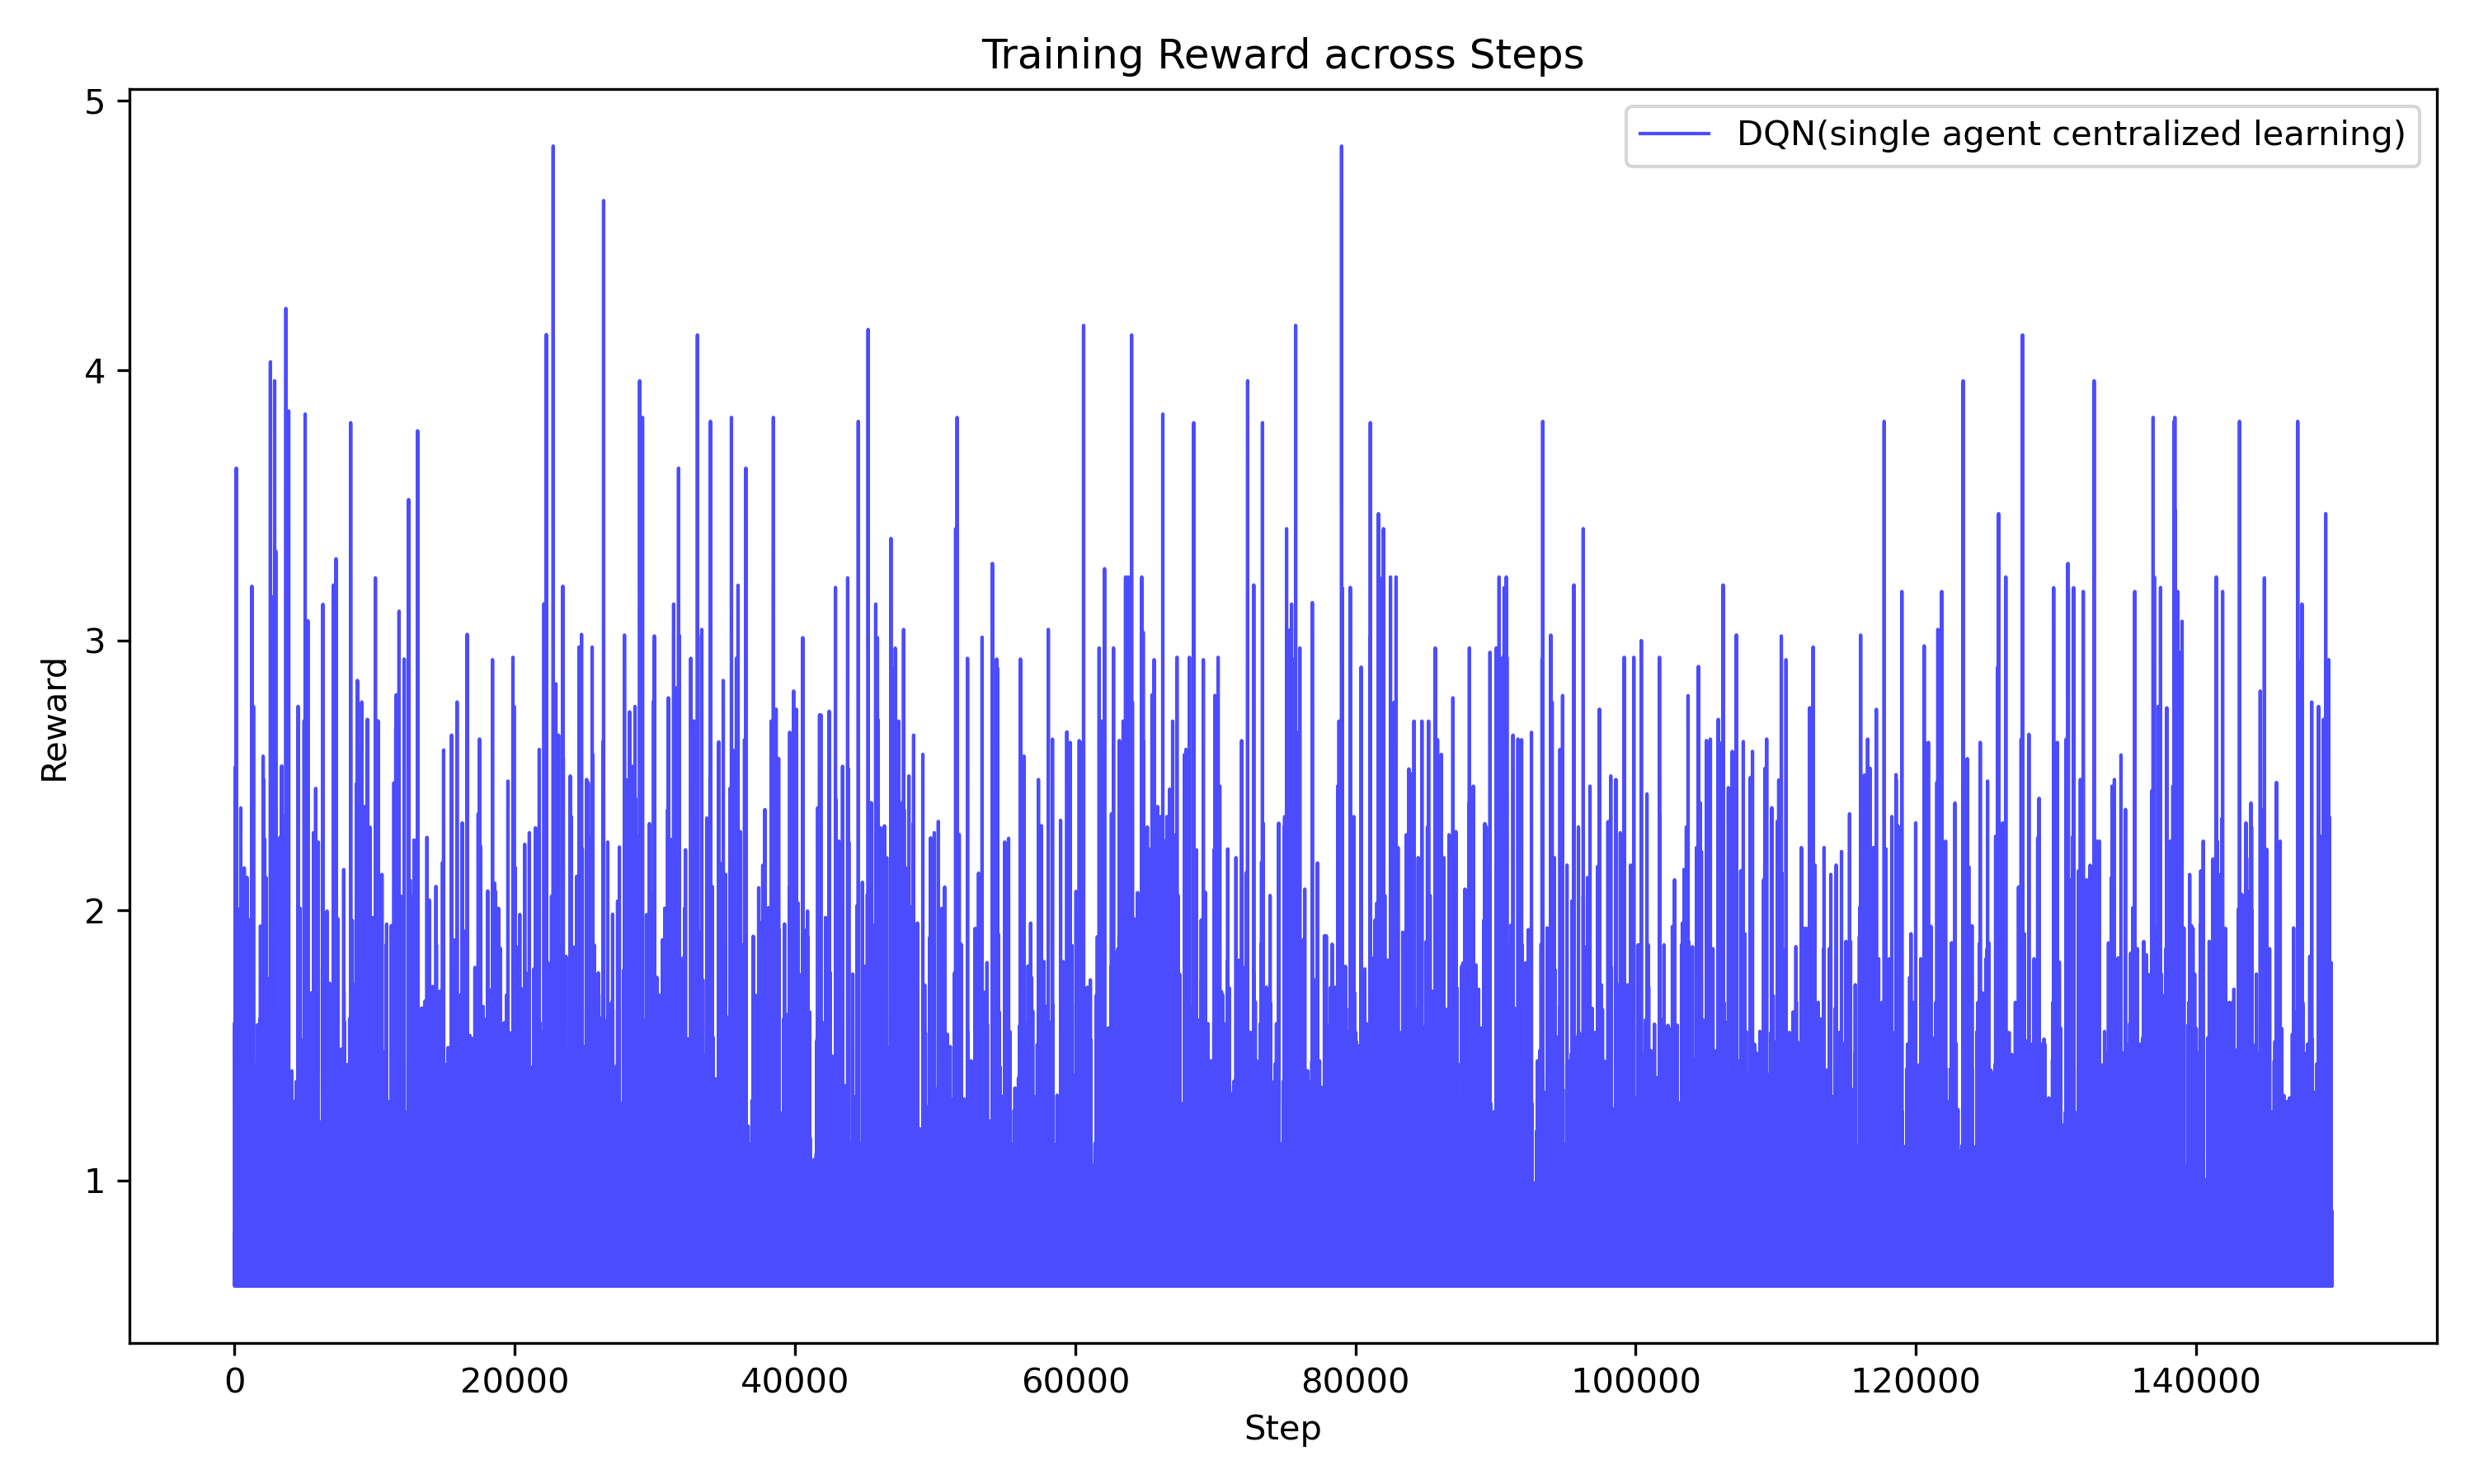 Training Reward across Steps
DQN(single agent centralized learning)
5
4
3
2
1
Reward
0 20000 40000 60000 80000 100000 120000 140000
Step